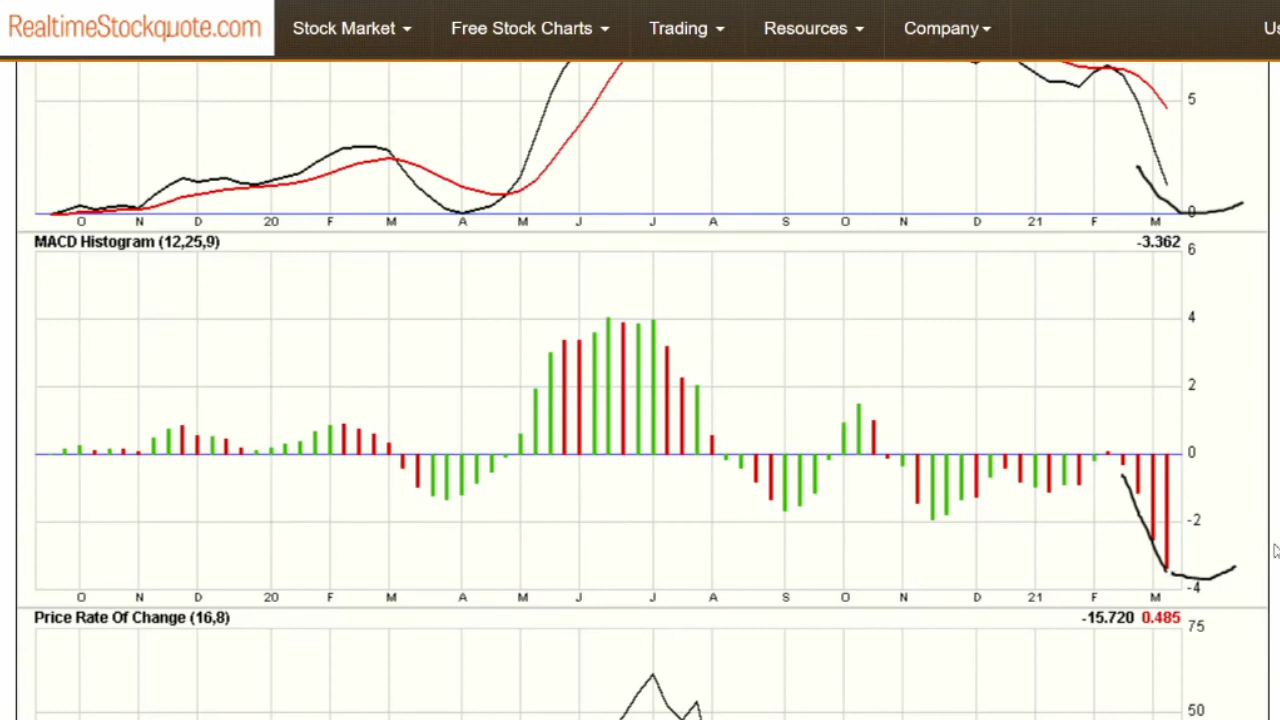 RealtimeStockquote.com Stock Market Free Stock Charts Trading Resources Company Us
5
0
O N D 20 F M A M J J A S O N D 21 F M
MACD Histogram (12,25,9) -3.362
6
4
2
0
-2
-4
O N D 20 F M A M J J A S O N D 21 F M
Price Rate Of Change (16,8) -15.720 0.485
75
50